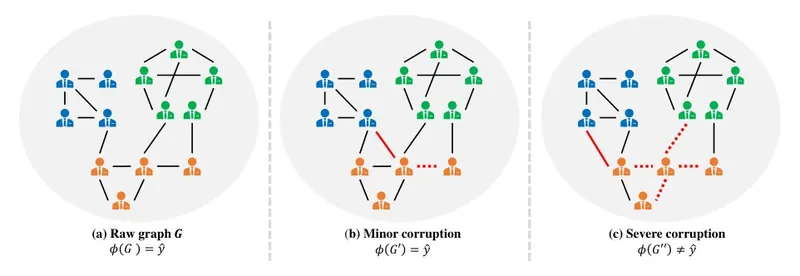 (a) Raw graph G
ϕ(G ) = ŷ
(b) Minor corruption
ϕ(G′) = ŷ
(c) Severe corruption
ϕ(G′′) ≠ ŷ